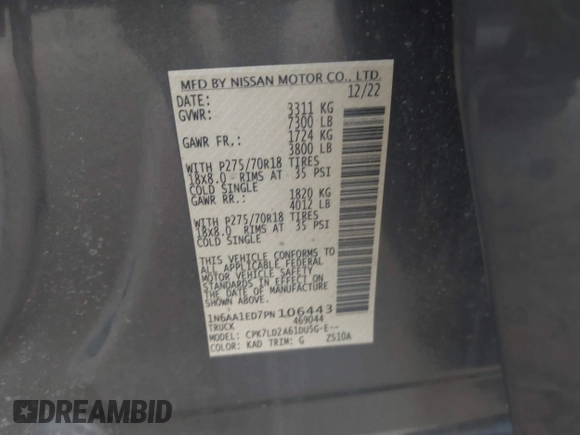 MFD BY NISSAN MOTOR CO., LTD.
DATE: 12/22
GVWR: 3311 KG
7300 LB
GAWR FR.: 1724 KG
3800 LB
WITH P275/70R18 TIRES
18X8.0 RIMS AT 35 PSI
COLD SINGLE
GAWR RR.: 1820 KG
4012 LB
WITH P275/70R18 TIRES
18X8.0 RIMS AT 35 PSI
COLD SINGLE
THIS VEHICLE CONFORMS TO
ALL APPLICABLE FEDERAL
MOTOR VEHICLE SAFETY
STANDARDS IN EFFECT ON
THE DATE OF MANUFACTURE
SHOWN ABOVE.
1N6AA1ED7PN106443
TRUCK 469044
MODEL: CPK7LD2A61DU5G-E--
COLOR: KAD TRIM: G ZS10A
DREAMBID